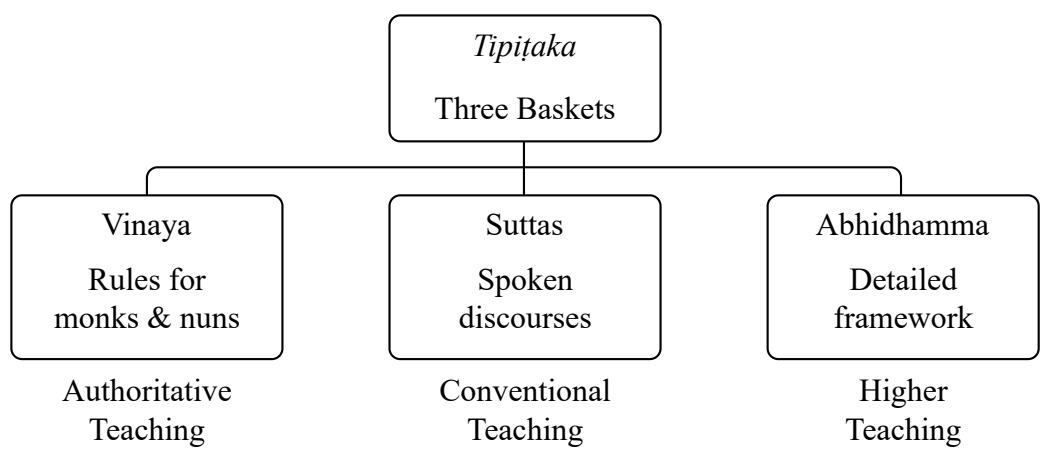 Tipiṭaka
Three Baskets
Vinaya
Rules for
monks & nuns
Authoritative
Teaching
Suttas
Spoken
discourses
Conventional
Teaching
Abhidhamma
Detailed
framework
Higher
Teaching